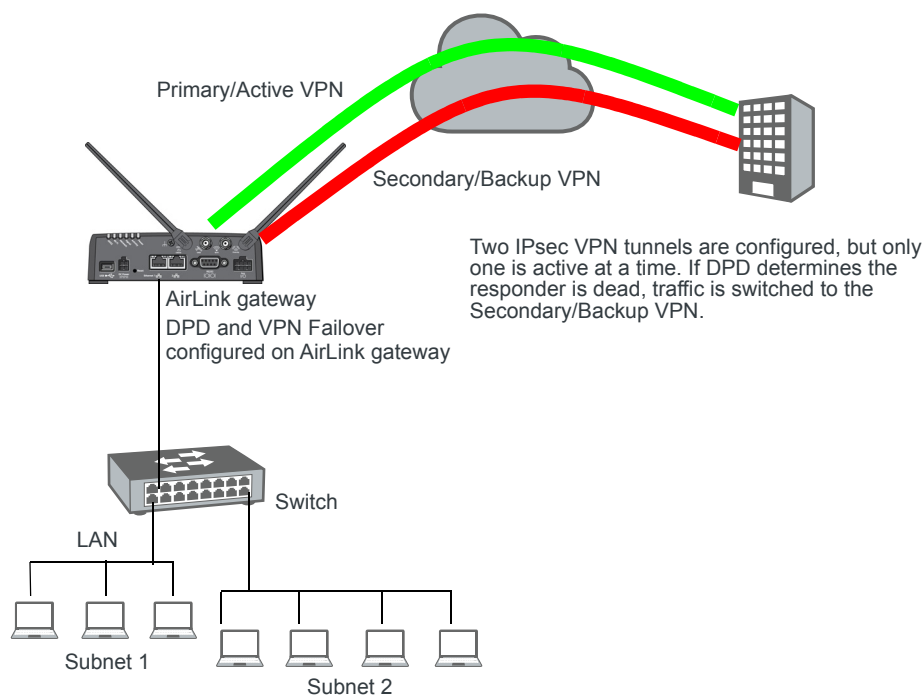 Primary/Active VPN
Secondary/Backup VPN
Two IPsec VPN tunnels are configured, but only
one is active at a time. If DPD determines the
responder is dead, traffic is switched to the
Secondary/Backup VPN.
AirLink gateway
DPD and VPN Failover
configured on AirLink gateway
Switch
LAN
Subnet 1
Subnet 2